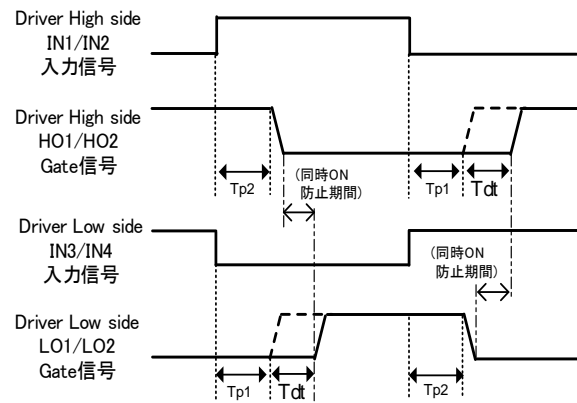 Driver High side
IN1/IN2
入力信号
Driver High side
HO1/HO2
Gate信号
Tp2
(同時ON
防止期間)
Tp1
Tdt
Driver Low side
IN3/IN4
入力信号
(同時ON
防止期間)
Driver Low side
LO1/LO2
Gate信号
Tp1
Tdt
Tp2